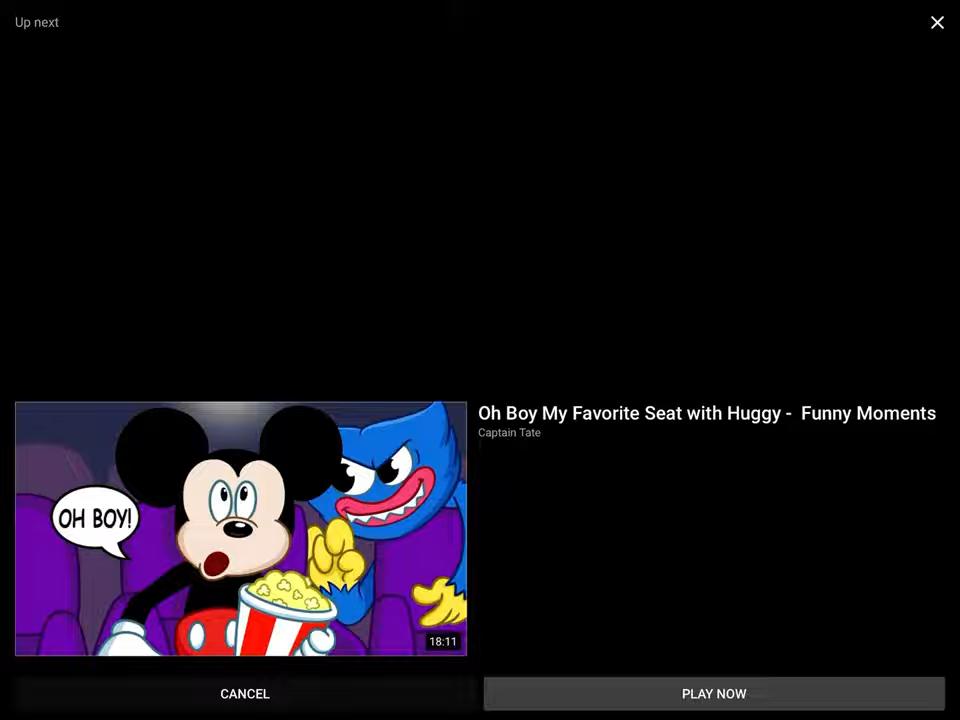 Up next
Oh Boy My Favorite Seat with Huggy -  Funny Moments
Captain Tate
OH BOY!
18:11
CANCEL
PLAY NOW